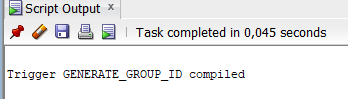 Script Output x
Task completed in 0,045 seconds
Trigger GENERATE_GROUP_ID compiled